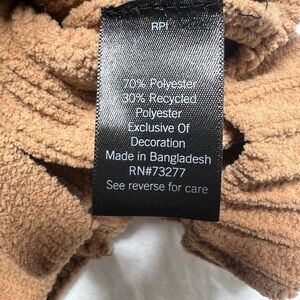 RPI
70% Polyester
30% Recycled
Polyester
Exclusive Of
Decoration
Made in Bangladesh
RN#73277
See reverse for care